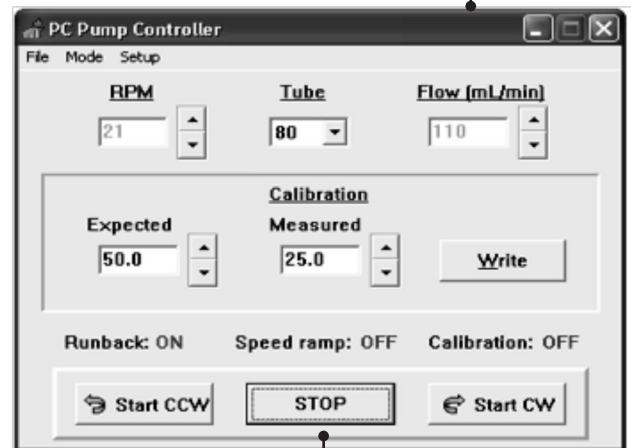 PC Pump Controller
File Mode Setup
RPM Tube Flow (mL/min)
21 80 110
Calibration
Expected Measured
50.0 25.0 Write
Runback: ON Speed ramp: OFF Calibration: OFF
Start CCW STOP Start CW